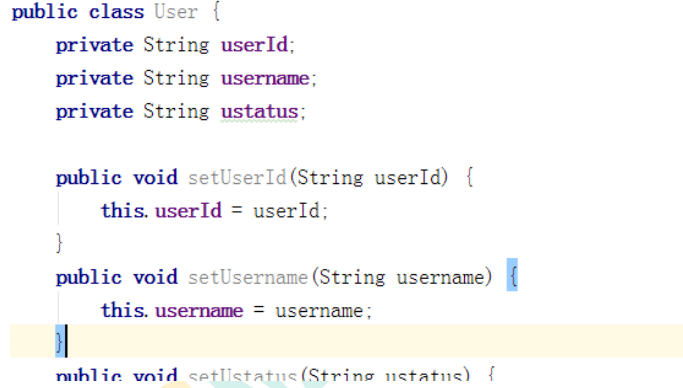 public class User {
    private String userId;
    private String username;
    private String ustatus;
    public void setUserId(String userId) {
        this.userId = userId;
    }
    public void setUsername(String username) {
        this.username = username;
    }
    public void setUstatus(String ustatus) {